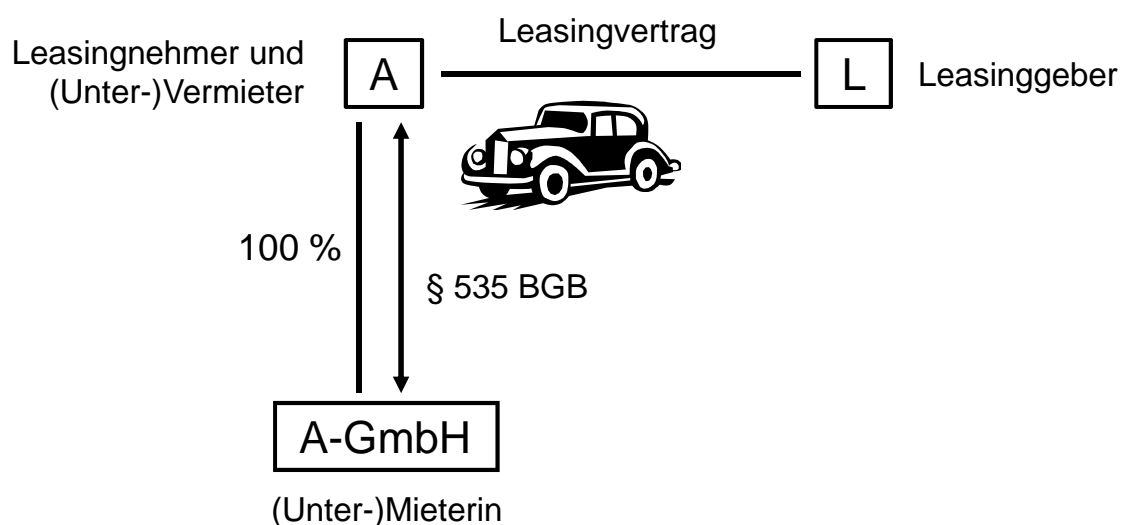 Leasingvertrag
Leasingnehmer und
(Unter-)Vermieter
A
L
Leasinggeber
100 %
§ 535 BGB
A-GmbH
(Unter-)Mieterin